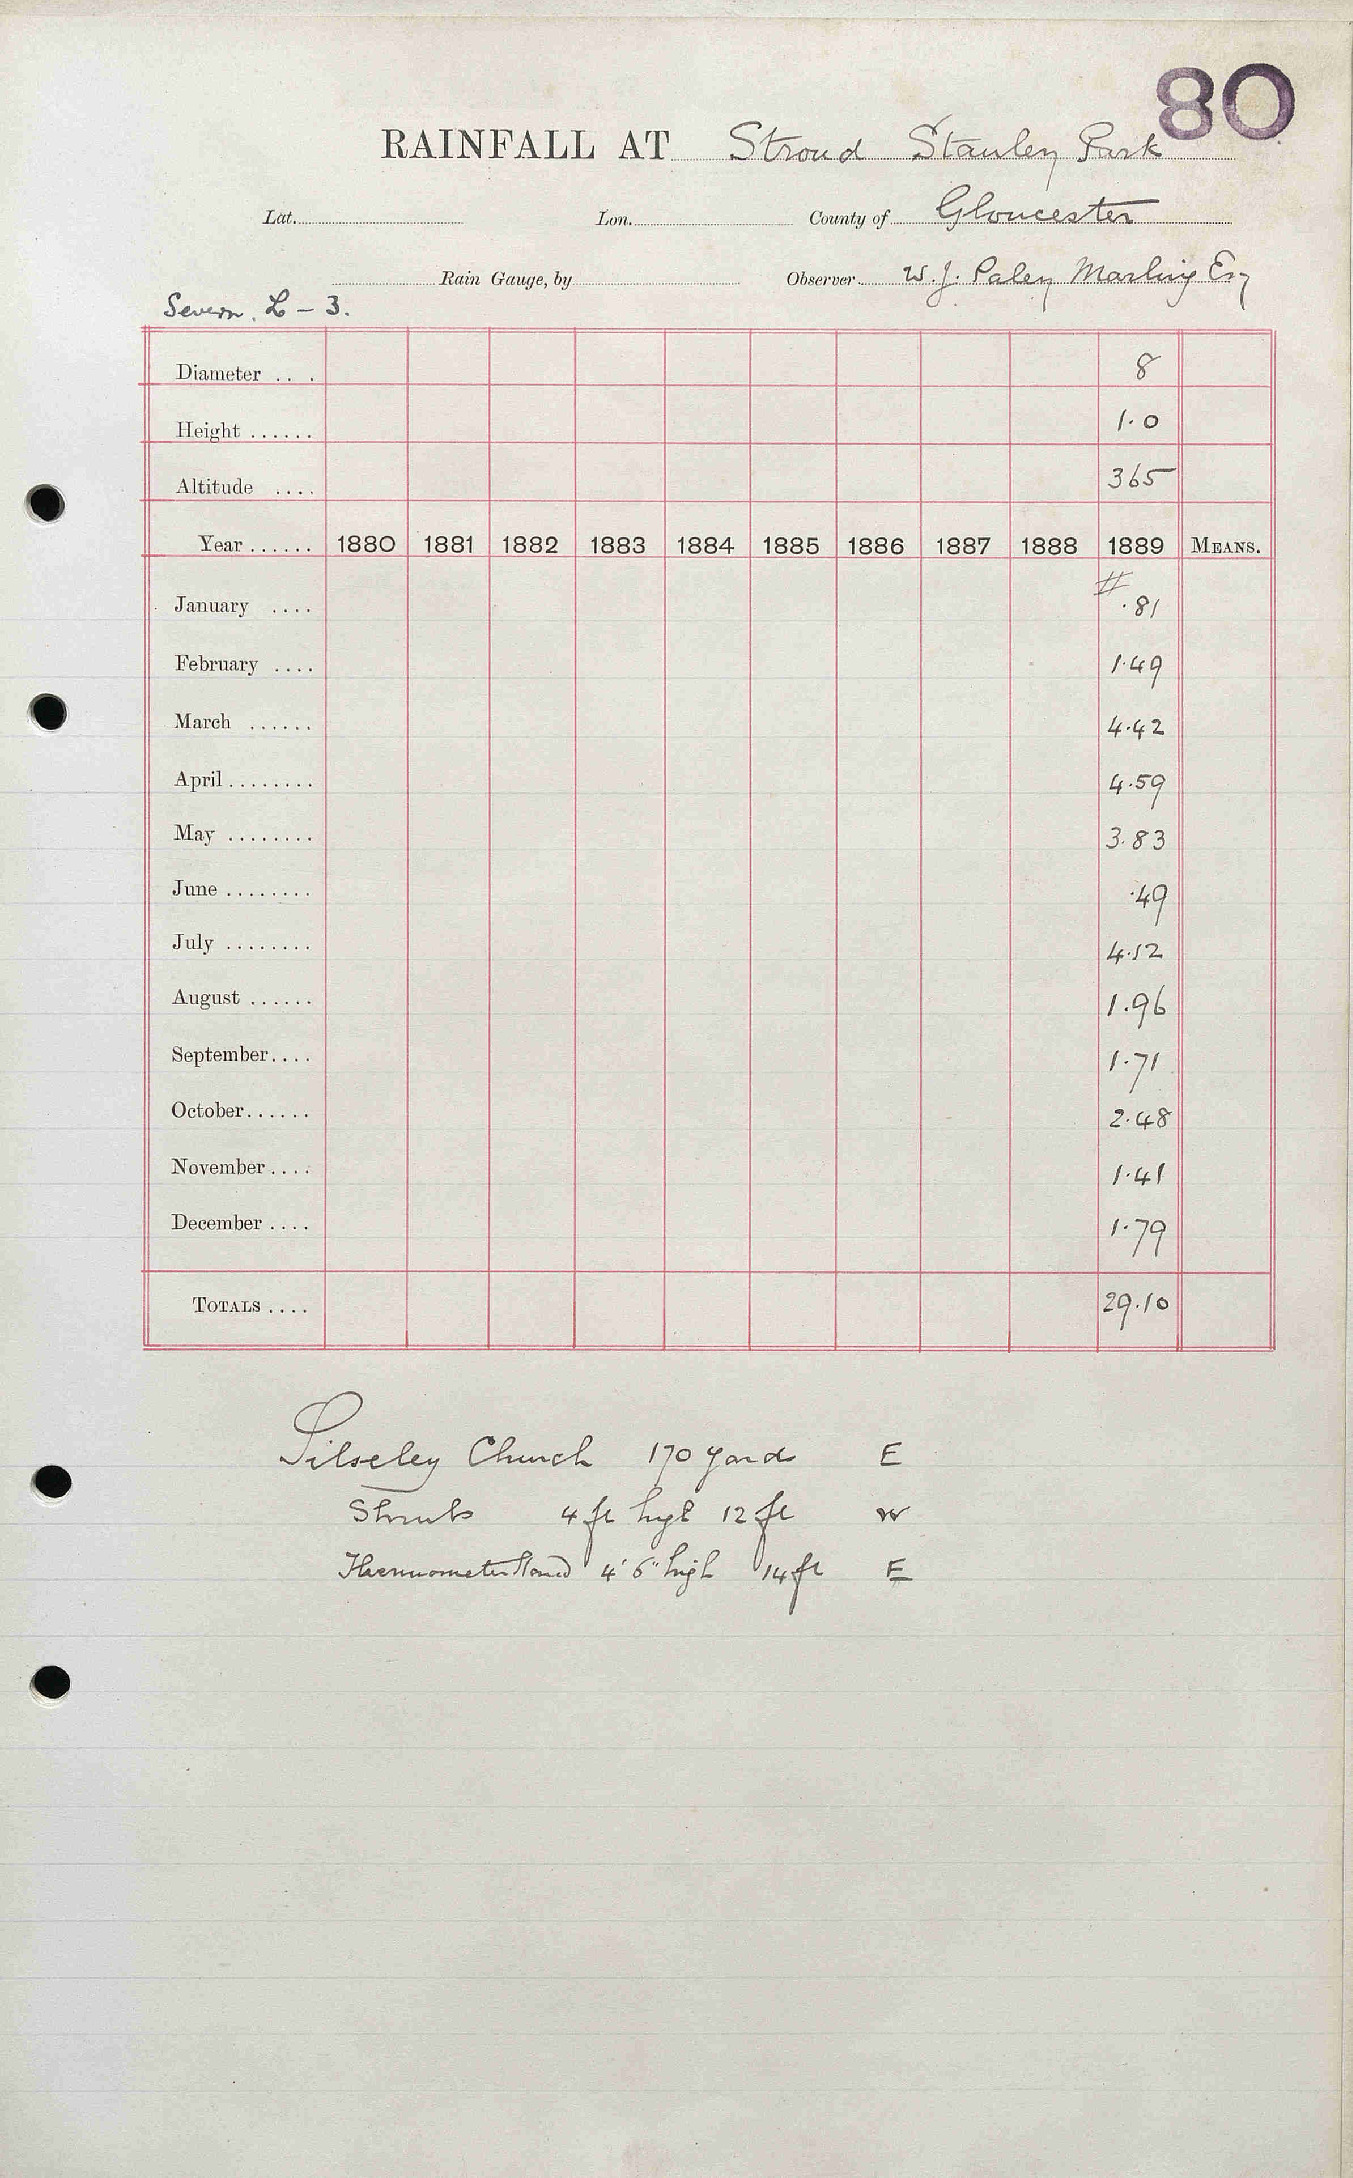 80
RAINFALL AT Stroud Stanley Park
Lat. Lon. County of Gloucester
Rain Gauge, by Observer W. J. Paley Marling Esq
Severn. L - 3.
Diameter ... 8
Height ...... 1.0
Altitude .... 365
Year ...... 1880 1881 1882 1883 1884 1885 1886 1887 1888 1889 MEANS.
#
January .... .81
February .... 1.49
March ...... 4.42
April ........ 4.59
May ........ 3.83
June ........ .49
July ........ 4.12
August ...... 1.96
September .... 1.71
October ...... 2.48
November .... 1.41
December .... 1.79
TOTALS .... 29.10
Silseley Church 170 yards E
Shrubs 4 ft high 12 ft W
Thermometer Stand 4' 6" high 14 ft E